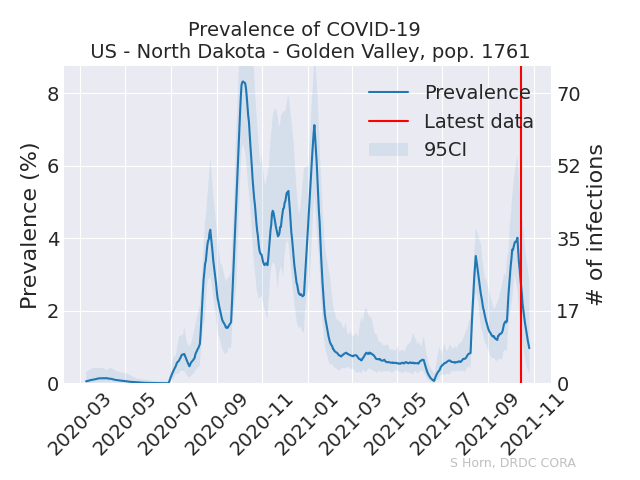 Prevalence of COVID-19
US - North Dakota - Golden Valley, pop. 1761
Prevalence (%)
8
6
4
2
0
Prevalence
Latest data
95CI
70
52
35
17
0
# of infections
2020-03
2020-05
2020-07
2020-09
2020-11
2021-01
2021-03
2021-05
2021-07
2021-09
2021-11
S Horn, DRDC CORA